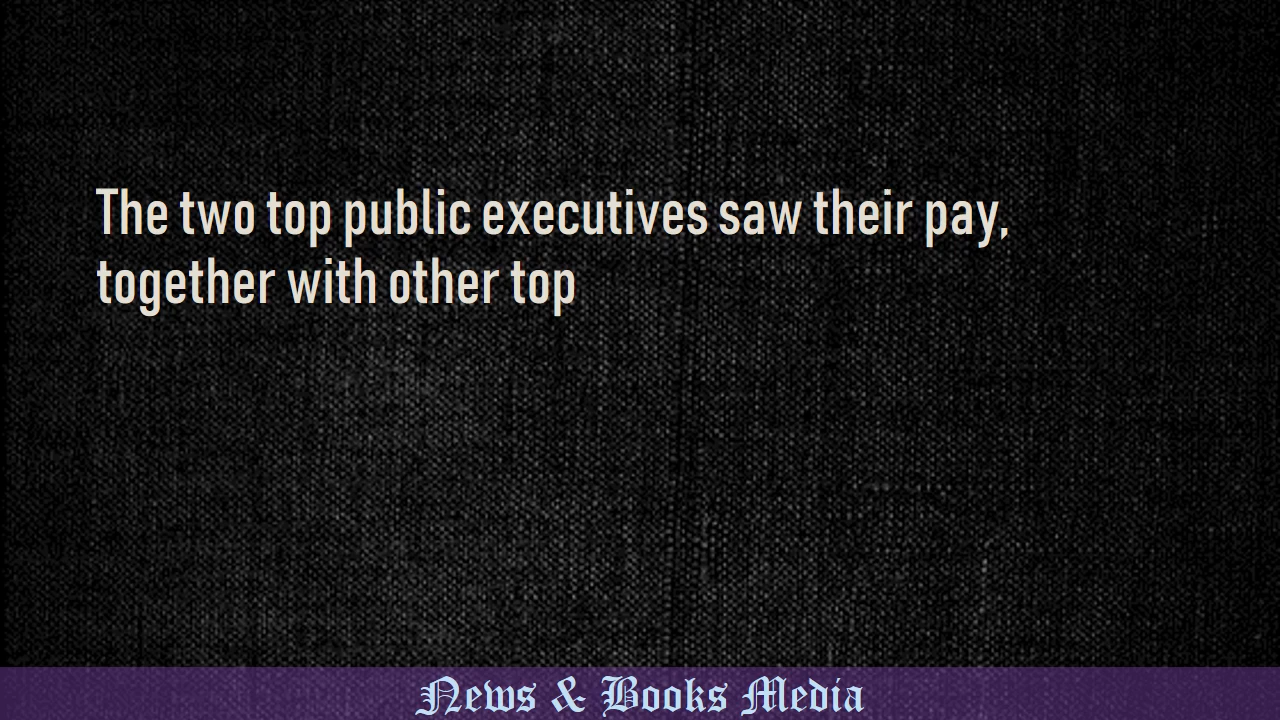 The two top public executives saw their pay,
together with other top
News & Books Media